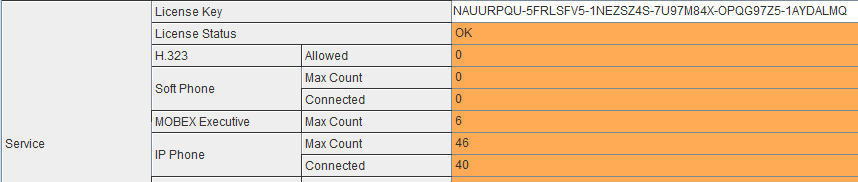 License Key NAUURPQU-5FRLSFV5-1NEZSZ4S-7U97M84X-OPQG97Z5-1AYDALMQ
License Status OK
H.323 Allowed 0
Soft Phone Max Count 0
Connected 0
MOBEX Executive Max Count 6
Service
IP Phone Max Count 46
Connected 40